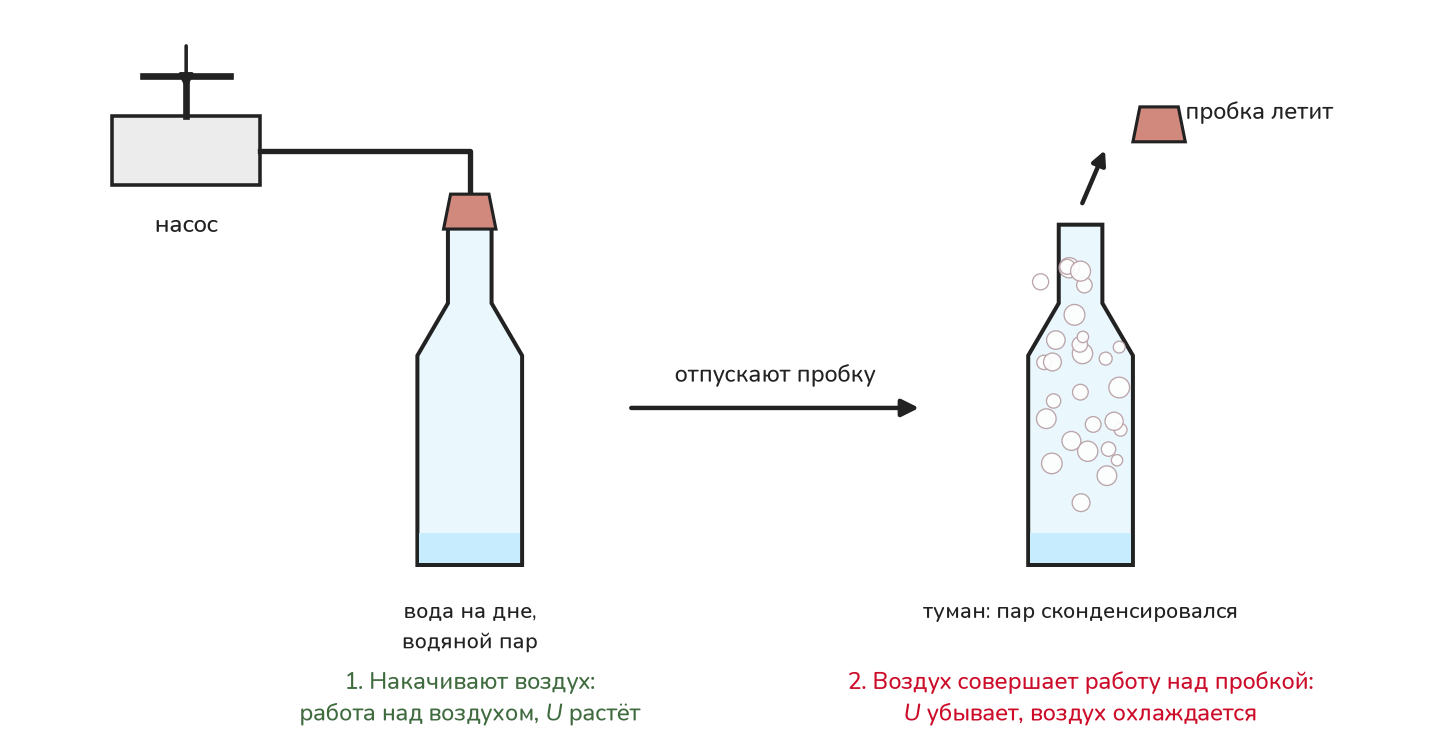 пробка летит
насос
отпускают пробку
вода на дне,
водяной пар
туман: пар сконденсировался
1. Накачивают воздух:
работа над воздухом, U растёт
2. Воздух совершает работу над пробкой:
U убывает, воздух охлаждается